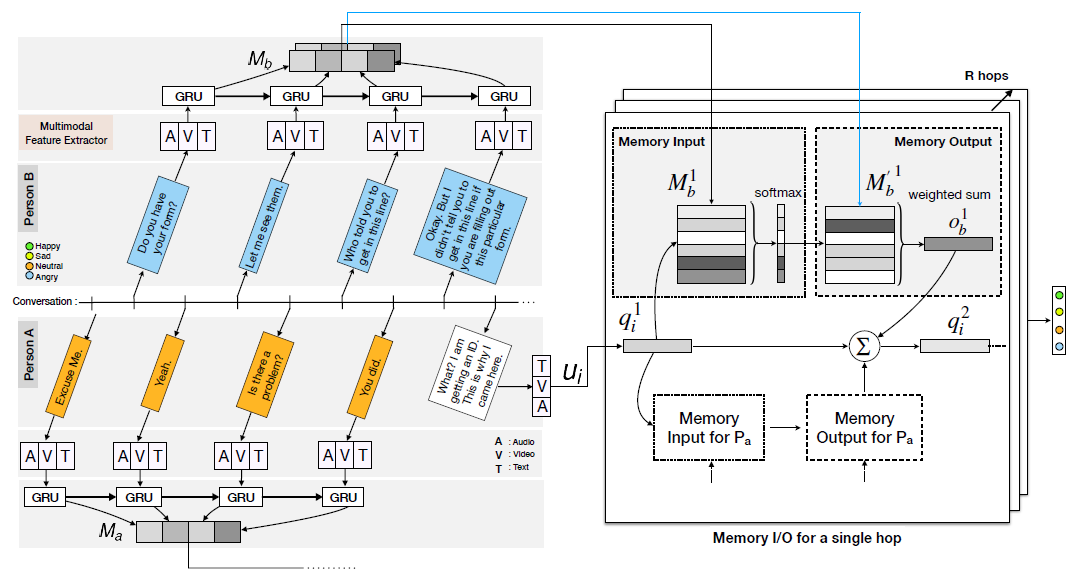 M_b
GRU
GRU
GRU
GRU
Multimodal
Feature Extractor
A V T
A V T
A V T
A V T
Person B
Do you have
your form?
Let me see them.
Who told you to
get in this line?
Okay. But I
didn't tell you to
get in this line if
you are filling out
this particular
form.
Happy
Sad
Neutral
Angry
Conversation :
...
Person A
Excuse Me.
Yeah.
Is there a
problem?
You did.
What? I am
getting an ID.
This is why I
came here.
T
V
A
u_i
A V T
A V T
A V T
A V T
A : Audio
V : Video
T : Text
GRU
GRU
GRU
GRU
M_a
R hops
Memory Input
M_b^1
softmax
Memory Output
M_b^{'1}
weighted sum
o_b^1
q_i^1
Σ
q_i^2
Memory
Input for P_a
Memory
Output for P_a
Memory I/O for a single hop